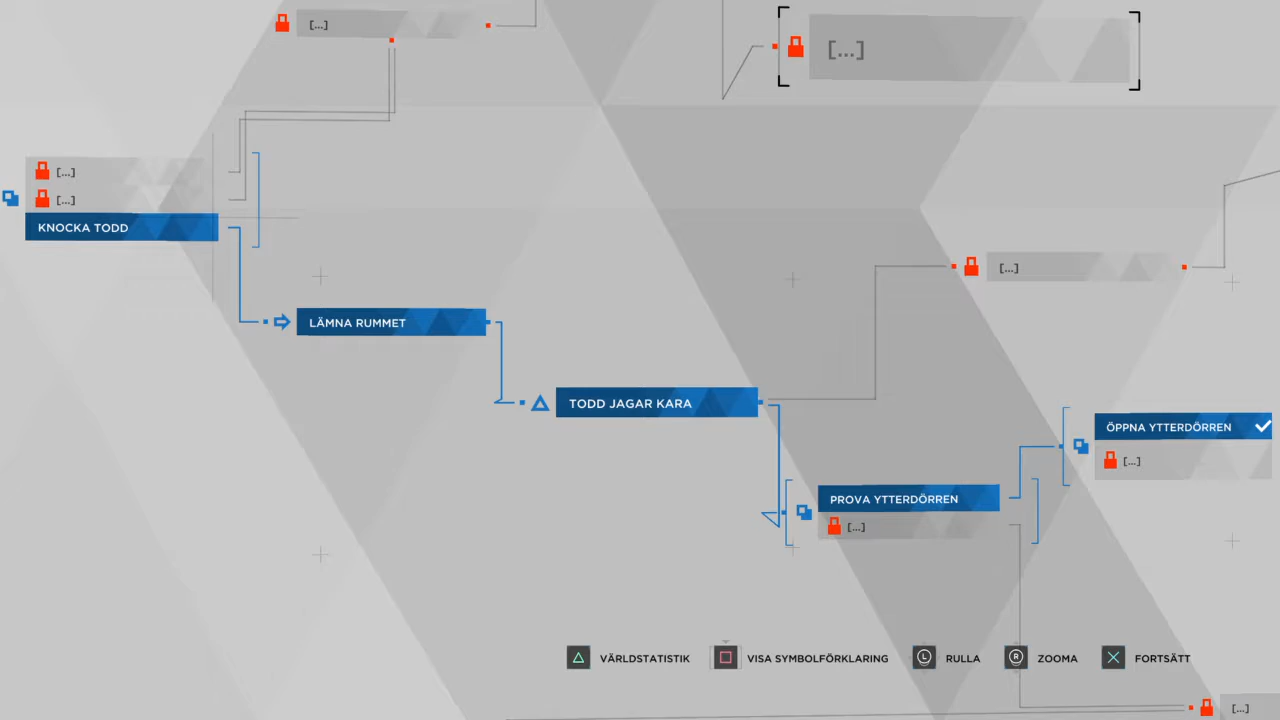 [...]
[...]
[...]
[...]
KNOCKA TODD
[...]
LÄMNA RUMMET
TODD JAGAR KARA
ÖPPNA YTTERDÖRREN
[...]
PROVA YTTERDÖRREN
[...]
VÄRLDSTATISTIK
VISA SYMBOLFÖRKLARING
L RULLA
R ZOOMA
FORTSÄTT
[...]